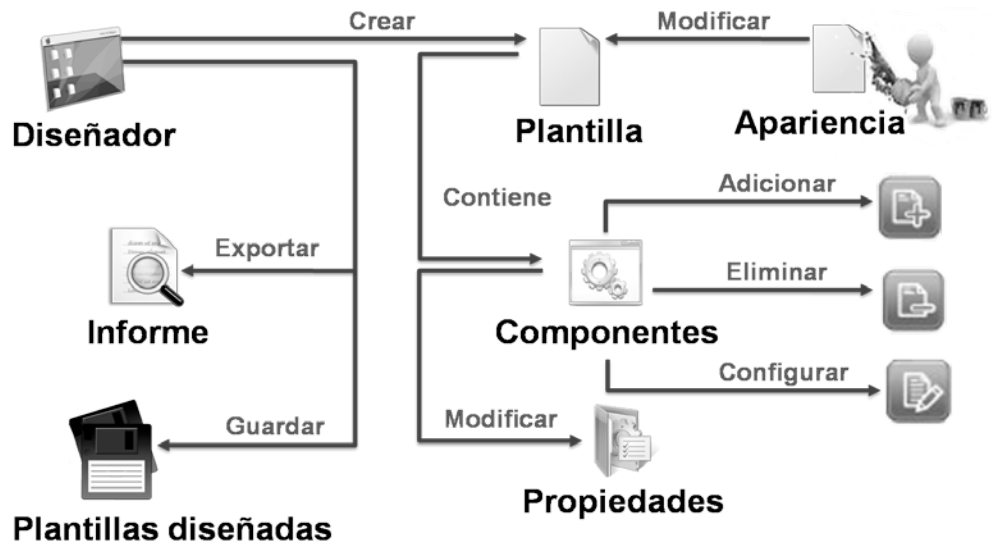 Crear
Modificar
Diseñador
Plantilla
Apariencia
Contiene
Adicionar
Exportar
Eliminar
Informe
Componentes
Configurar
Guardar
Modificar
Propiedades
Plantillas diseñadas